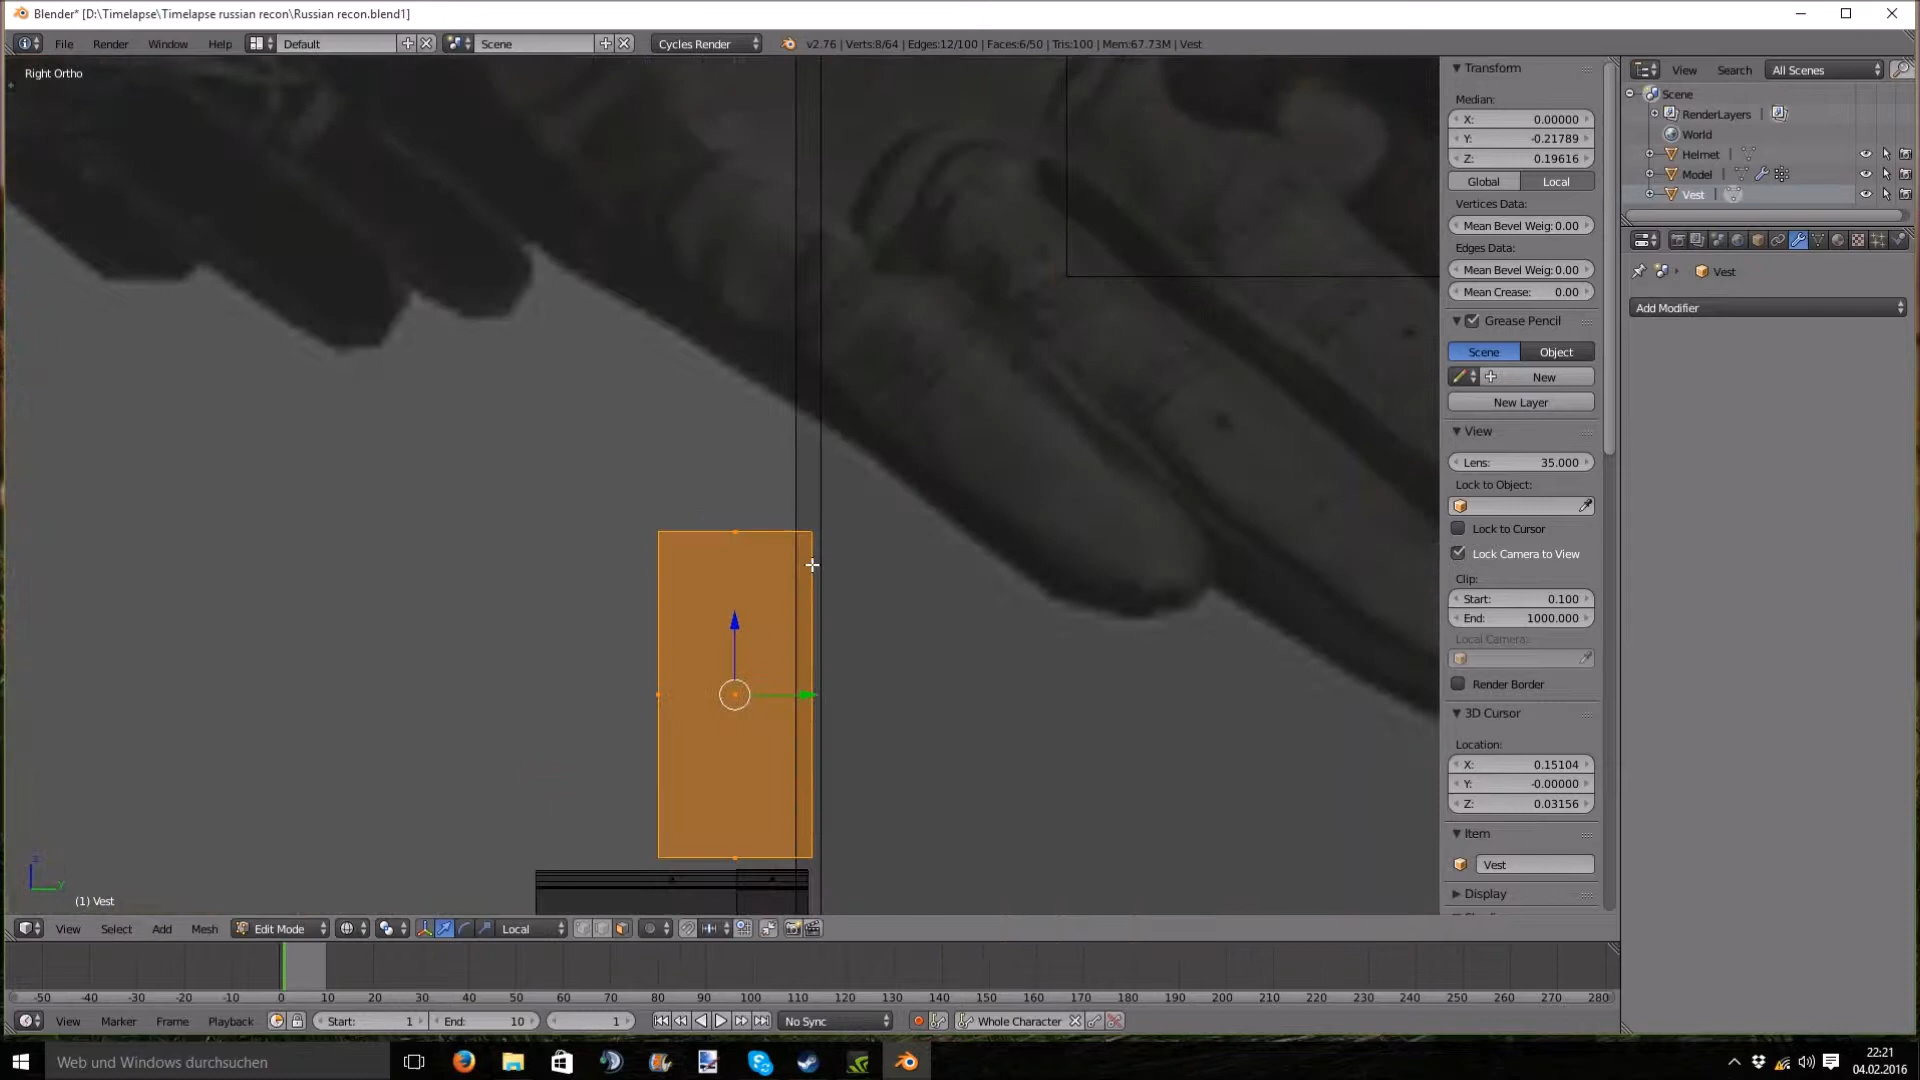 Blender* [D:\Timelapse\Timelapse russian recon\Russian recon.blend1]
File Render Window Help Default Scene Cycles Render v2.76 | Verts:8/64 | Edges:12/100 | Faces:6/50 | Tris:100 | Mem:67.73M | Vest
Right Ortho
Transform
Median:
X: 0.00000
Y: -0.21789
Z: 0.19616
Global Local
Vertices Data:
Mean Bevel Weig: 0.00
Edges Data:
Mean Bevel Weig: 0.00
Mean Crease: 0.00
Grease Pencil
Scene Object
New
New Layer
View
Lens: 35.000
Lock to Object:
Lock to Cursor
Lock Camera to View
Clip:
Start: 0.100
End: 1000.000
Local Camera:
Render Border
3D Cursor
Location:
X: 0.15104
Y: -0.00000
Z: 0.03156
Item
Vest
Display
View Search All Scenes
Scene
RenderLayers
World
Helmet
Model
Vest
Vest
Add Modifier
z
y
(1) Vest
View Select Add Mesh Edit Mode Local
-50 -40 -30 -20 -10 0 10 20 30 40 50 60 70 80 90 100 110 120 130 140 150 160 170 180 190 200 210 220 230 240 250 260 270 280
View Marker Frame Playback Start: 1 End: 10 1 No Sync Whole Character
Web und Windows durchsuchen
22:21
04.02.2016